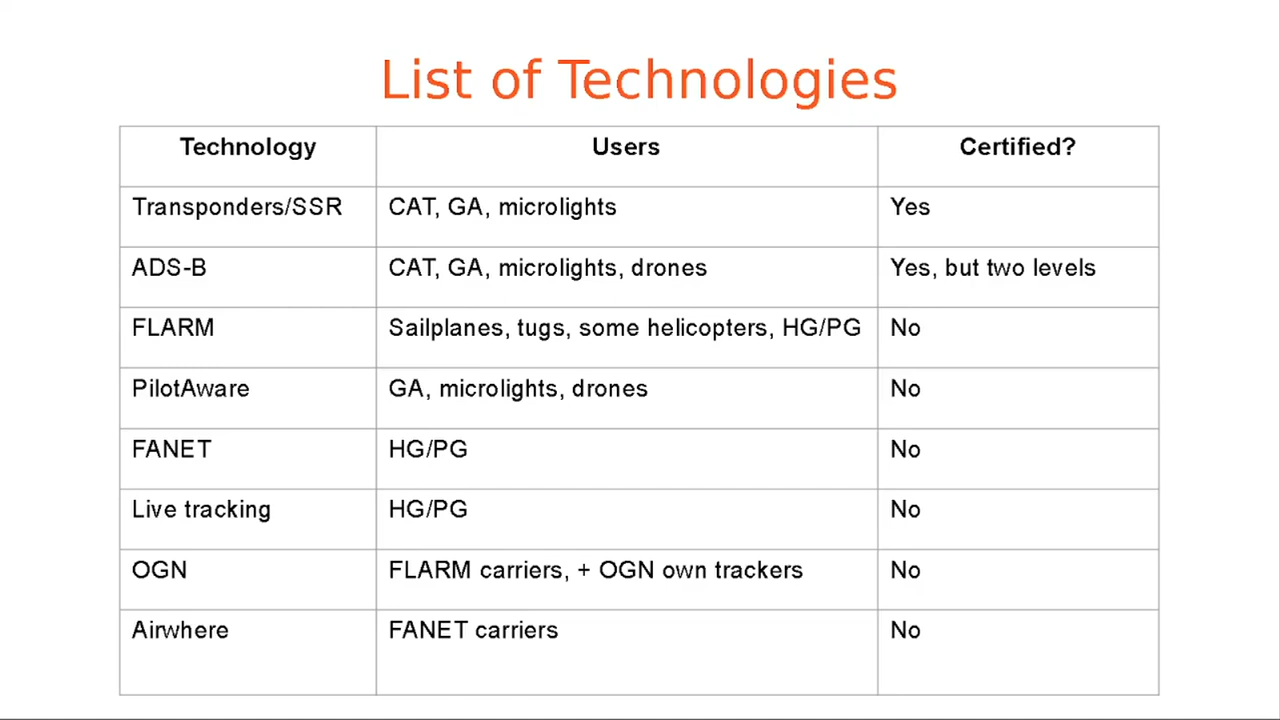 List of Technologies
Technology Users Certified?
Transponders/SSR CAT, GA, microlights Yes
ADS-B CAT, GA, microlights, drones Yes, but two levels
FLARM Sailplanes, tugs, some helicopters, HG/PG No
PilotAware GA, microlights, drones No
FANET HG/PG No
Live tracking HG/PG No
OGN FLARM carriers, + OGN own trackers No
Airwhere FANET carriers No